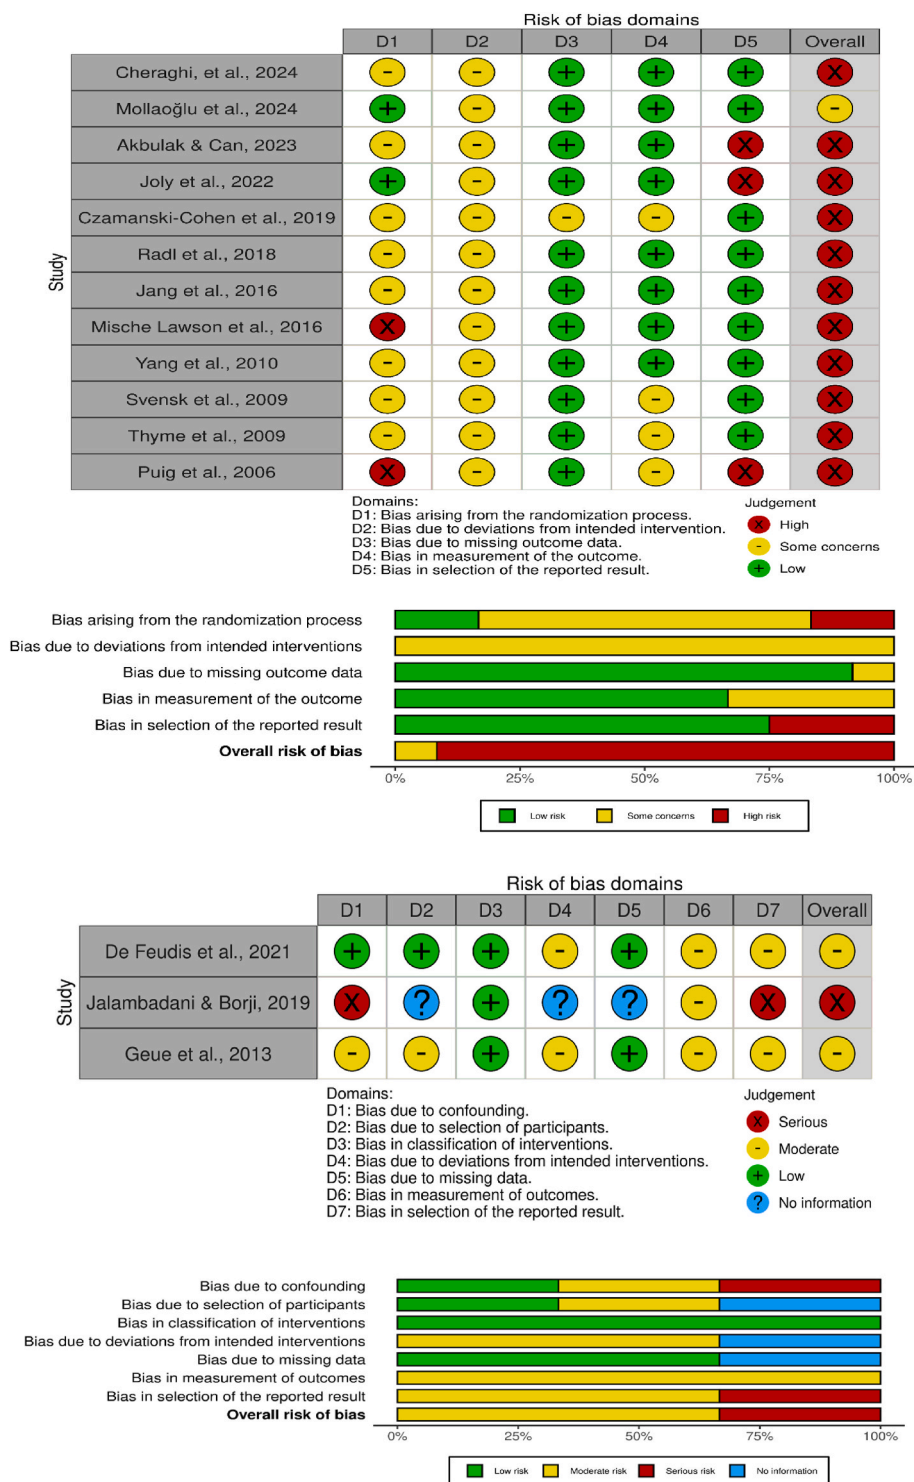 Risk of bias domains
D1 D2 D3 D4 D5 Overall
Study
Cheraghi, et al., 2024 - - + + + X
Mollaoğlu et al., 2024 + - + + + -
Akbulak & Can, 2023 - - + + X X
Joly et al., 2022 + - + + X X
Czamanski-Cohen et al., 2019 - - - - + X
Radl et al., 2018 - - + + + X
Jang et al., 2016 - - + + + X
Mische Lawson et al., 2016 X - + + + X
Yang et al., 2010 - - + + + X
Svensk et al., 2009 - - + - + X
Thyme et al., 2009 - - + - + X
Puig et al., 2006 X - + - X X
Domains:
D1: Bias arising from the randomization process.
D2: Bias due to deviations from intended intervention.
D3: Bias due to missing outcome data.
D4: Bias in measurement of the outcome.
D5: Bias in selection of the reported result.
Judgement
X High
- Some concerns
+ Low
Bias arising from the randomization process
Bias due to deviations from intended interventions
Bias due to missing outcome data
Bias in measurement of the outcome
Bias in selection of the reported result
Overall risk of bias
0% 25% 50% 75% 100%
Low risk Some concerns High risk
Risk of bias domains
D1 D2 D3 D4 D5 D6 D7 Overall
Study
De Feudis et al., 2021 + + + - + - - -
Jalambadani & Borji, 2019 X ? + ? ? - X X
Geue et al., 2013 - - + - + - - -
Domains:
D1: Bias due to confounding.
D2: Bias due to selection of participants.
D3: Bias in classification of interventions.
D4: Bias due to deviations from intended interventions.
D5: Bias due to missing data.
D6: Bias in measurement of outcomes.
D7: Bias in selection of the reported result.
Judgement
X Serious
- Moderate
+ Low
? No information
Bias due to confounding
Bias due to selection of participants
Bias in classification of interventions
Bias due to deviations from intended interventions
Bias due to missing data
Bias in measurement of outcomes
Bias in selection of the reported result
Overall risk of bias
0% 25% 50% 75% 100%
Low risk Moderate risk Serious risk No information